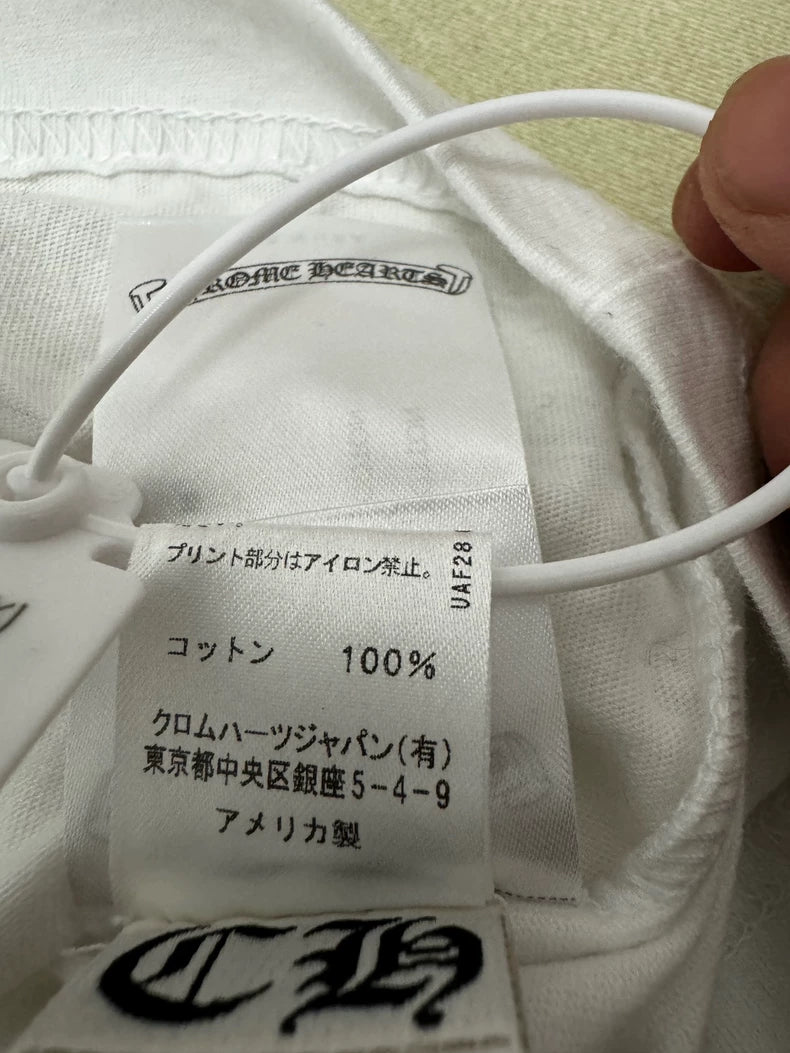 ROME HEARTS
プリント部分はアイロン禁止。
UAF28
コットン 100%
クロムハーツジャパン(有)
東京都中央区銀座5-4-9
アメリカ製
CH